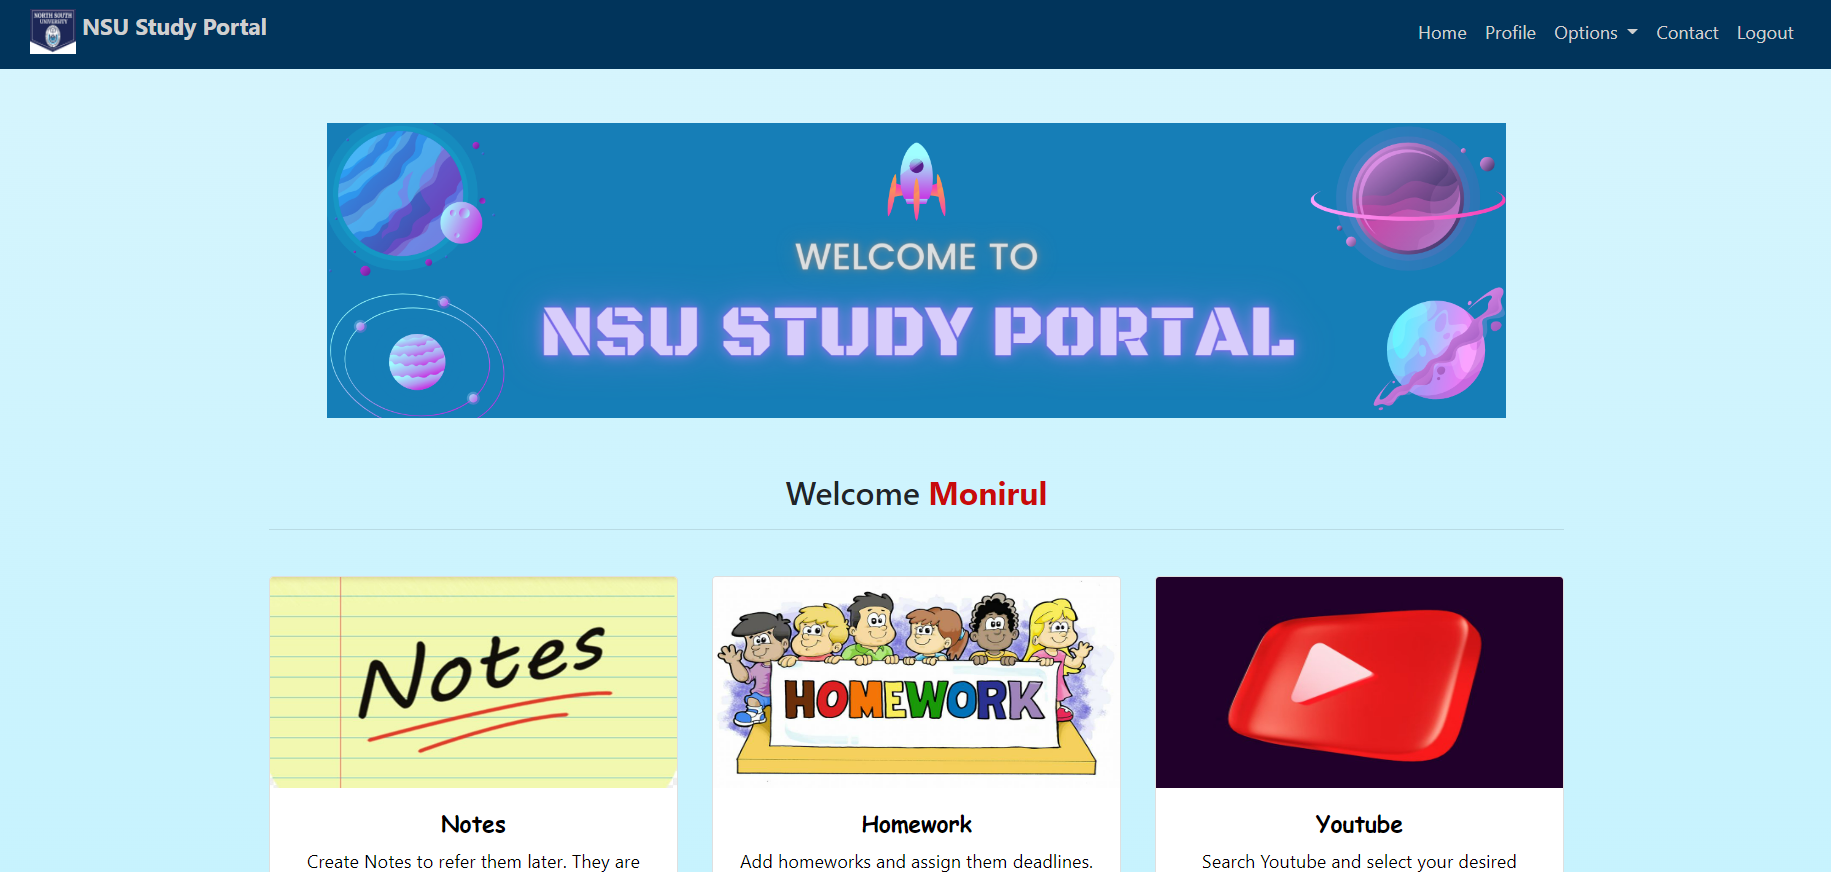 NORTH SOUTH
UNIVERSITY
NSU Study Portal
Home Profile Options Contact Logout
WELCOME TO
NSU STUDY PORTAL
Welcome Monirul
Notes
HOMEWORK
Notes
Create Notes to refer them later. They are
Homework
Add homeworks and assign them deadlines.
Youtube
Search Youtube and select your desired